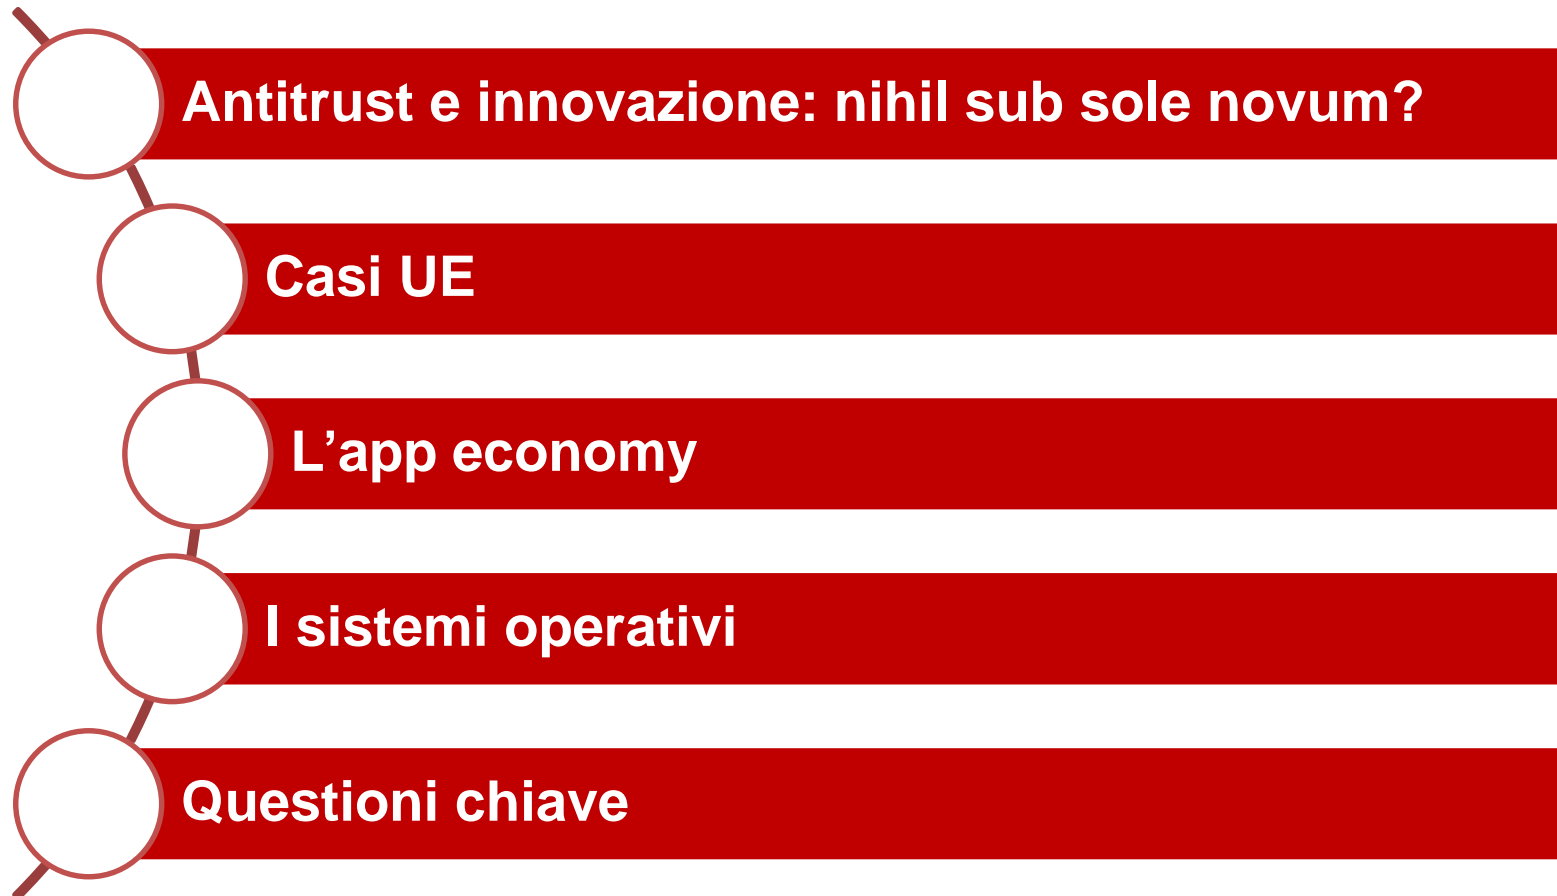 Antitrust e innovazione: nihil sub sole novum?
Casi UE
L’app economy
I sistemi operativi
Questioni chiave